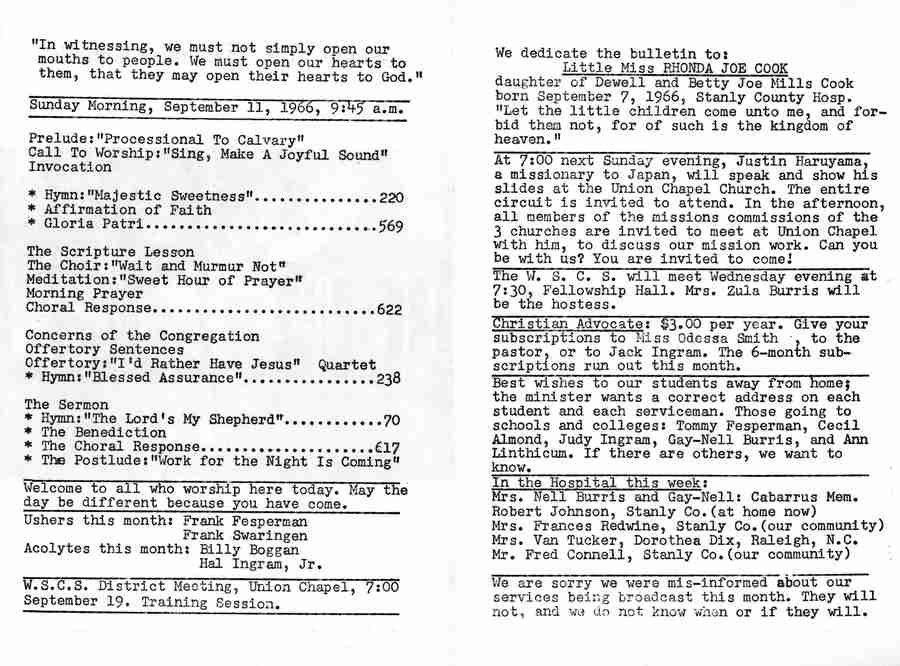 "In witnessing, we must not simply open our
mouths to people. We must open our hearts to
them, that they may open their hearts to God."
Sunday Morning, September 11, 1966, 9:45 a.m.
Prelude:"Processional To Calvary"
Call To Worship:"Sing, Make A Joyful Sound"
Invocation
* Hymn:"Majestic Sweetness"...............220
* Affirmation of Faith
* Gloria Patri............................569
The Scripture Lesson
The Choir:"Wait and Murmur Not"
Meditation:"Sweet Hour of Prayer"
Morning Prayer
Choral Response...........................622
Concerns of the Congregation
Offertory Sentences
Offertory:"I'd Rather Have Jesus" Quartet
* Hymn:"Blessed Assurance"................238
The Sermon
* Hymn:"The Lord's My Shepherd"............70
* The Benediction
* The Choral Response.....................617
* The Postlude:"Work for the Night Is Coming"
Welcome to all who worship here today. May the
day be different because you have come.
Ushers this month: Frank Fesperman
Frank Swaringen
Acolytes this month: Billy Boggan
Hal Ingram, Jr.
W.S.C.S. District Meeting, Union Chapel, 7:00
September 19. Training Session.
We dedicate the bulletin to:
Little Miss RHONDA JOE COOK
daughter of Dewell and Betty Joe Mills Cook
born September 7, 1966, Stanly County Hosp.
"Let the little children come unto me, and for-
bid them not, for of such is the kingdom of
heaven."
At 7:00 next Sunday evening, Justin Haruyama,
a missionary to Japan, will speak and show his
slides at the Union Chapel Church. The entire
circuit is invited to attend. In the afternoon,
all members of the missions commissions of the
3 churches are invited to meet at Union Chapel
with him, to discuss our mission work. Can you
be with us? You are invited to come!
The W. S. C. S. will meet Wednesday evening at
7:30, Fellowship Hall. Mrs. Zula Burris will
be the hostess.
Christian Advocate: $3.00 per year. Give your
subscriptions to Miss Odessa Smith , to the
pastor, or to Jack Ingram. The 6-month sub-
scriptions run out this month.
Best wishes to our students away from home;
the minister wants a correct address on each
student and each serviceman. Those going to
schools and colleges: Tommy Fesperman, Cecil
Almond, Judy Ingram, Gay-Nell Burris, and Ann
Linthicum. If there are others, we want to
know.
In the Hospital this week:
Mrs. Nell Burris and Gay-Nell: Cabarrus Mem.
Robert Johnson, Stanly Co.(at home now)
Mrs. Frances Redwine, Stanly Co.(our community)
Mrs. Van Tucker, Dorothea Dix, Raleigh, N.C.
Mr. Fred Connell, Stanly Co.(our community)
We are sorry we were mis-informed about our
services being broadcast this month. They will
not, and we do not know when or if they will.